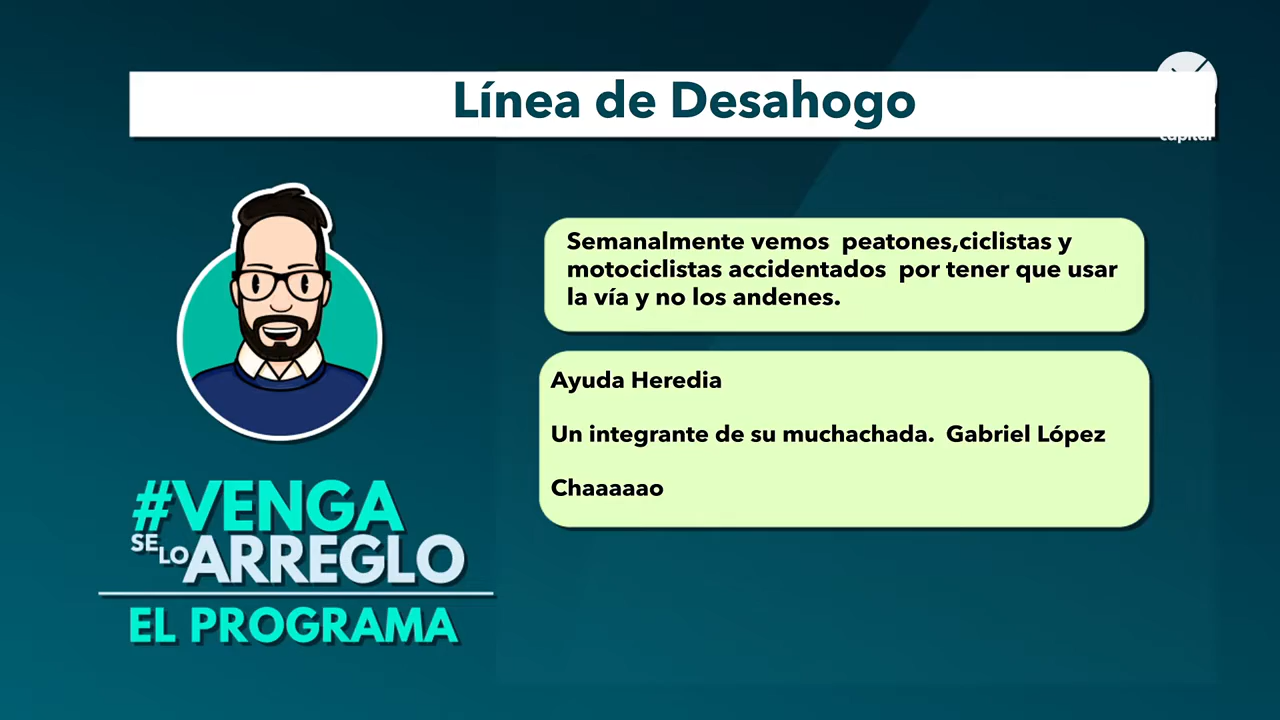 Línea de Desahogo
capital
Semanalmente vemos  peatones,ciclistas y
motociclistas accidentados  por tener que usar
la vía y no los andenes.
Ayuda Heredia
Un integrante de su muchachada.  Gabriel López
Chaaaaao
#VENGA
SE LO ARREGLO
EL PROGRAMA